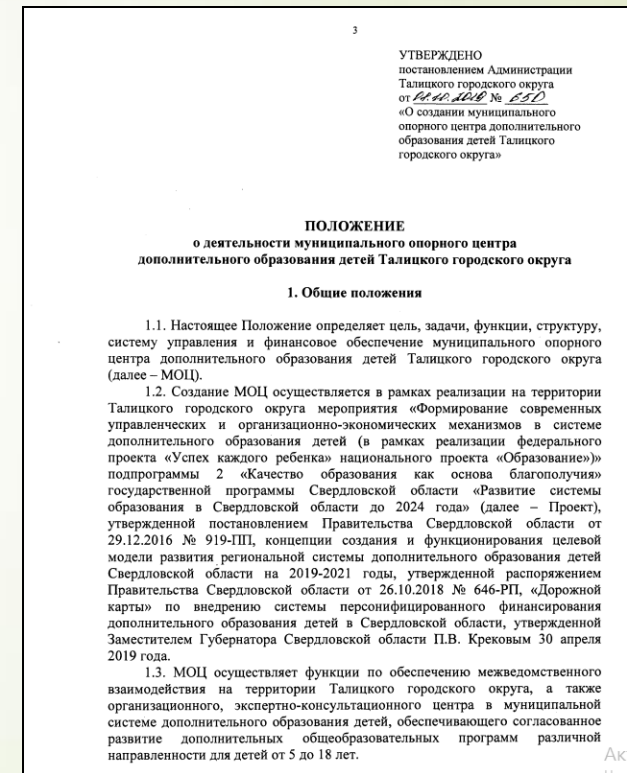 3
УТВЕРЖДЕНО
постановлением Администрации
Талицкого городского округа
от 08.10.2019 № 650
«О создании муниципального
опорного центра дополнительного
образования детей Талицкого
городского округа»
ПОЛОЖЕНИЕ
о деятельности муниципального опорного центра
дополнительного образования детей Талицкого городского округа
1. Общие положения
1.1. Настоящее Положение определяет цель, задачи, функции, структуру,
систему управления и финансовое обеспечение муниципального опорного
центра дополнительного образования детей Талицкого городского округа
(далее – МОЦ).
1.2. Создание МОЦ осуществляется в рамках реализации на территории
Талицкого городского округа мероприятия «Формирование современных
управленческих и организационно-экономических механизмов в системе
дополнительного образования детей (в рамках реализации федерального
проекта «Успех каждого ребенка» национального проекта «Образование»)»
подпрограммы 2 «Качество образования как основа благополучия»
государственной программы Свердловской области «Развитие системы
образования в Свердловской области до 2024 года» (далее – Проект),
утвержденной постановлением Правительства Свердловской области от
29.12.2016 № 919-ПП, концепции создания и функционирования целевой
модели развития региональной системы дополнительного образования детей
Свердловской области на 2019-2021 годы, утвержденной распоряжением
Правительства Свердловской области от 26.10.2018 № 646-РП, «Дорожной
карты» по внедрению системы персонифицированного финансирования
дополнительного образования детей в Свердловской области, утвержденной
Заместителем Губернатора Свердловской области П.В. Крековым 30 апреля
2019 года.
1.3. МОЦ осуществляет функции по обеспечению межведомственного
взаимодействия на территории Талицкого городского округа, а также
организационного, экспертно-консультационного центра в муниципальной
системе дополнительного образования детей, обеспечивающего согласованное
развитие дополнительных общеобразовательных программ различной
направленности для детей от 5 до 18 лет.
Ак